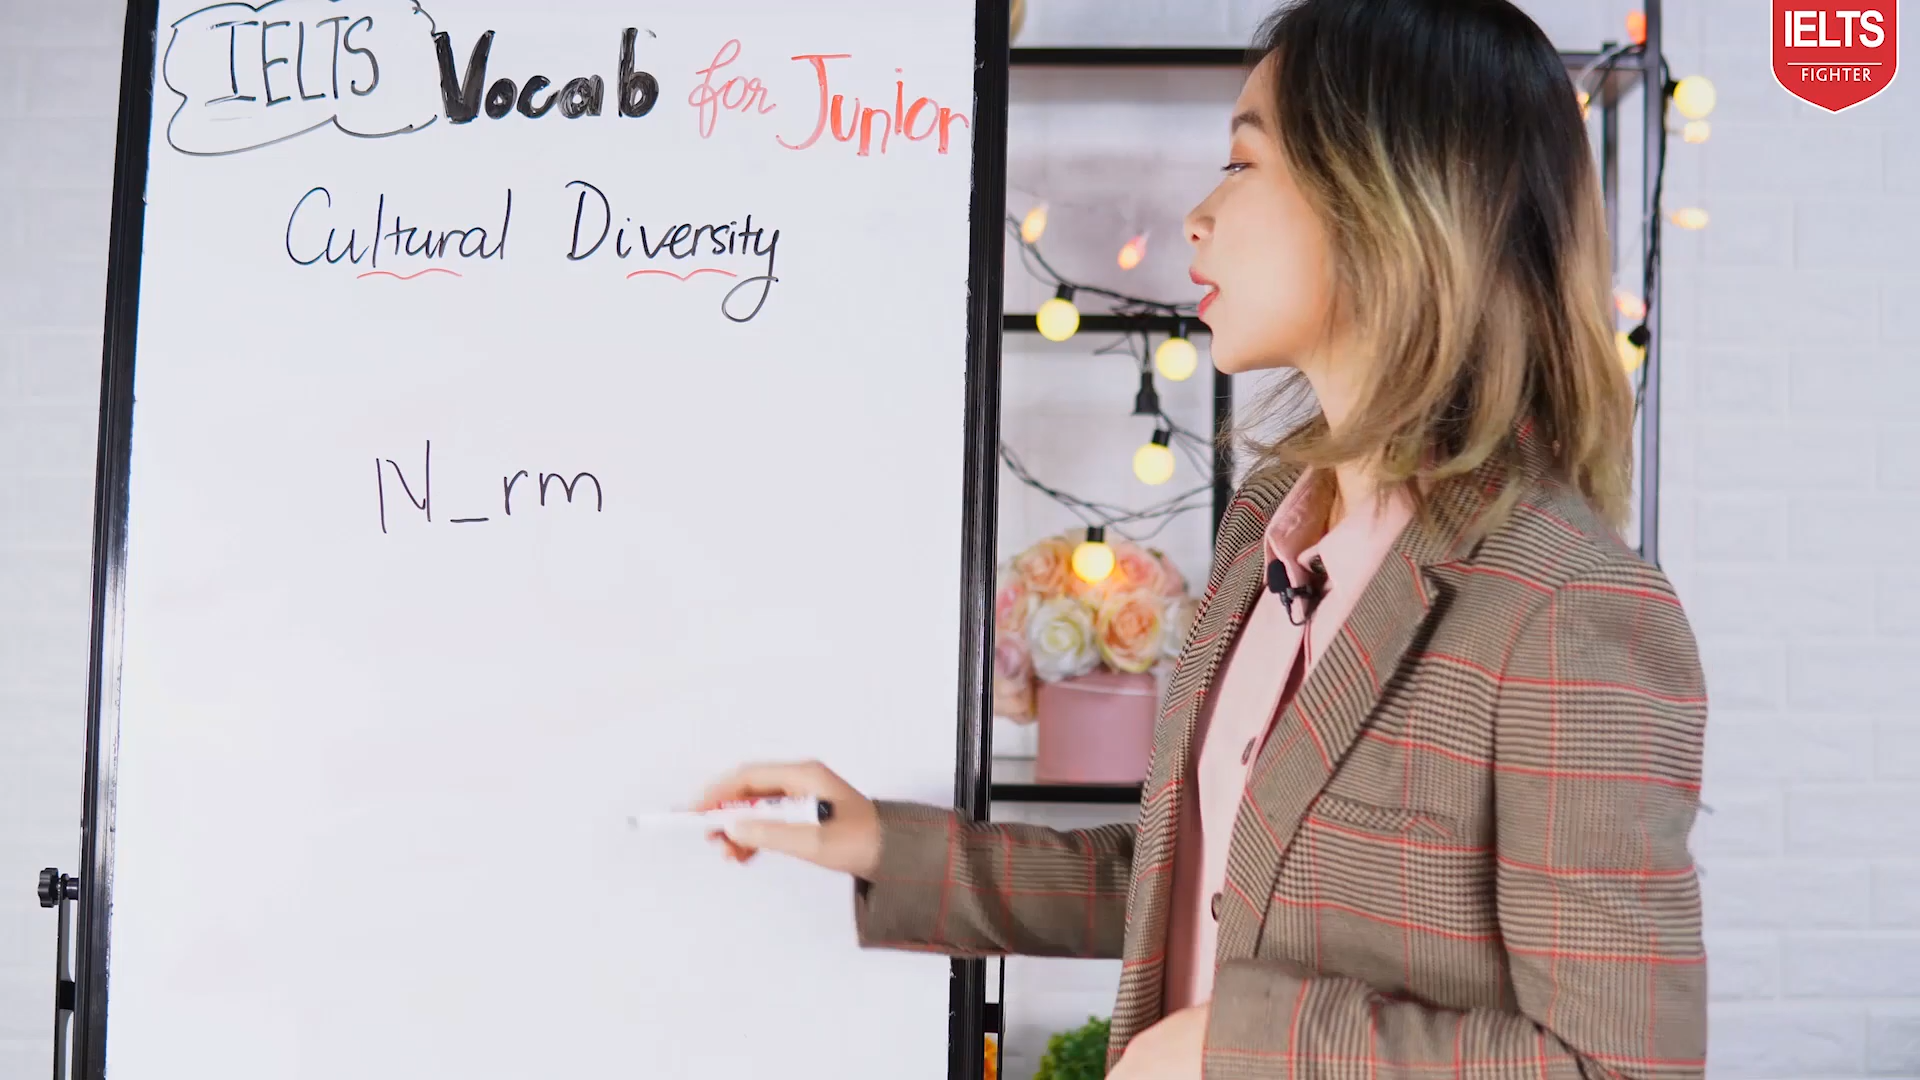 IELTS Vocab for Junior
Cultural Diversity
N_rm
IELTS
FIGHTER